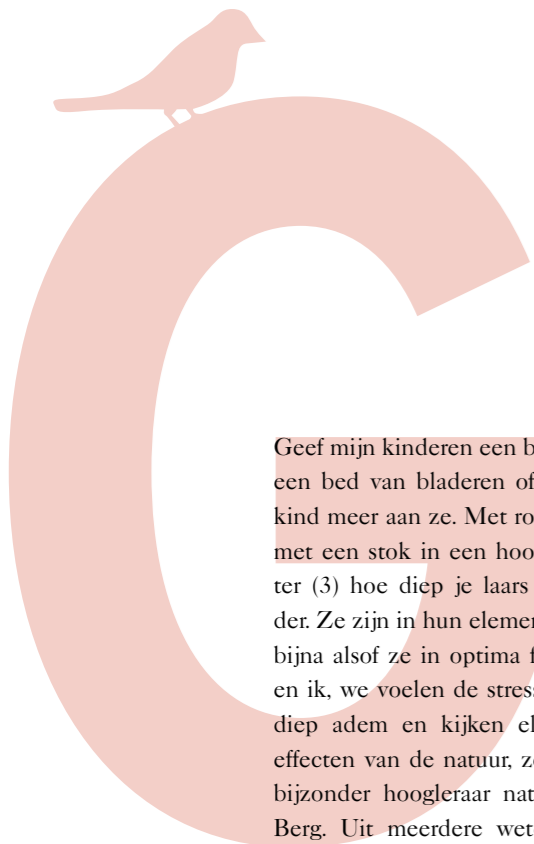 Geef mijn kinderen een b
een bed van bladeren of
kind meer aan ze. Met ro
met een stok in een hoo
ter (3) hoe diep je laars
der. Ze zijn in hun elemen
bijna alsof ze in optima f
en ik, we voelen de stress
diep adem en kijken el
effecten van de natuur, ze
bijzonder hoogleraar nat
Berg. Uit meerdere wet